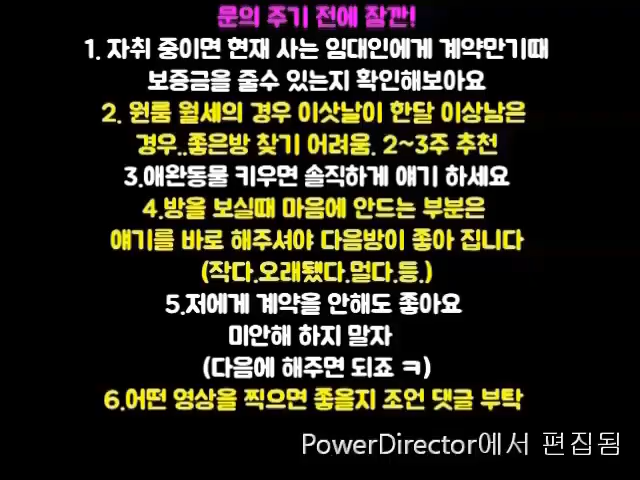 문의 주기 전에 잠깐!
1. 자취 중이면 현재 사는 임대인에게 계약만기때
보증금을 줄수 있는지 확인해보아요
2. 원룸 월세의 경우 이삿날이 한달 이상남은
경우..좋은방 찾기 어려움. 2~3주 추천
3.애완동물 키우면 솔직하게 얘기 하세요
4.방을 보실때 마음에 안드는 부분은
얘기를 바로 해주셔야 다음방이 좋아 집니다
(작다.오래됐다.멀다.등.)
5.저에게 계약을 안해도 좋아요
미안해 하지 말자
(다음에 해주면 되죠 ㅋ)
6.어떤 영상을 찍으면 좋을지 조언 댓글 부탁
PowerDirector에서 편집됨